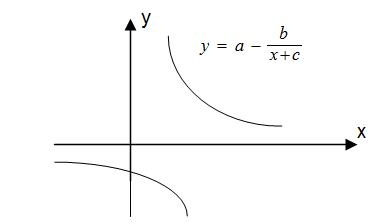 y
y = a − b/(x+c)
x